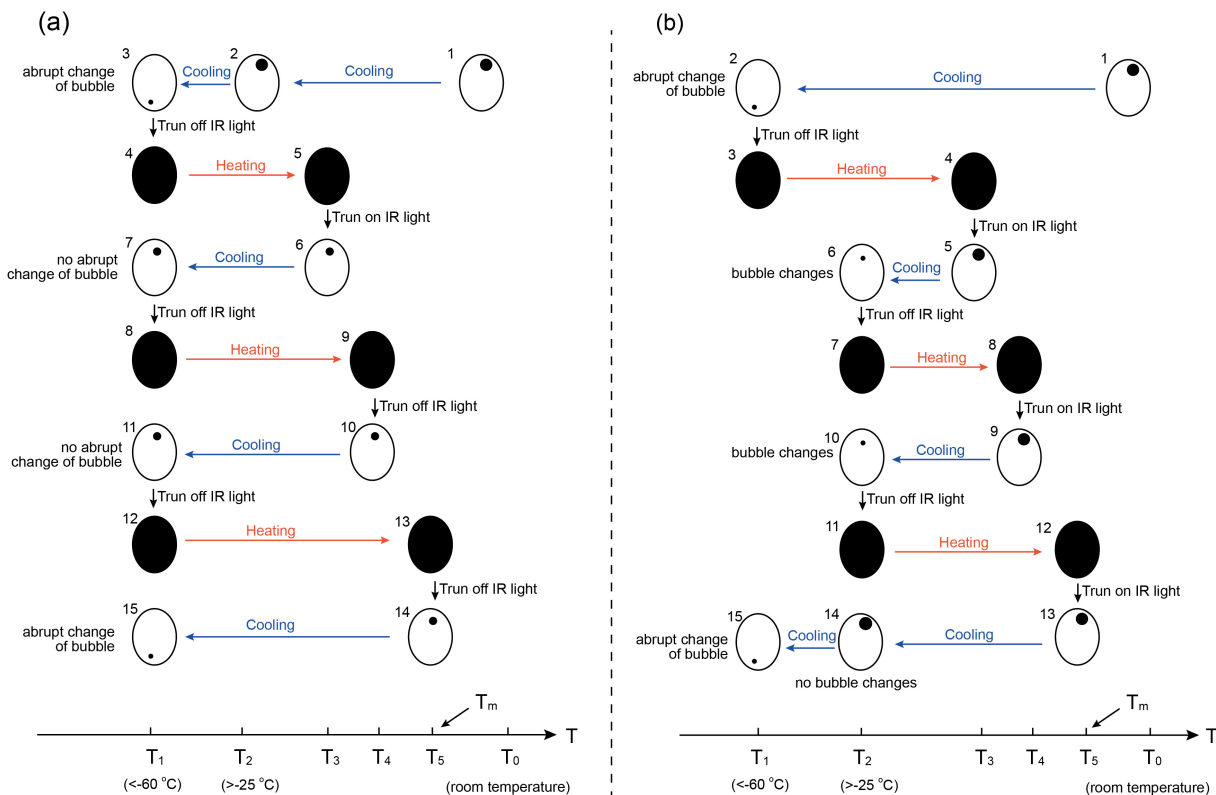 (a)
3
2
1
abrupt change
of bubble
Cooling
Cooling
Trun off IR light
4
5
Heating
Trun on IR light
7
6
no abrupt
change of bubble
Cooling
Trun off IR light
8
9
Heating
Trun off IR light
11
10
no abrupt
change of bubble
Cooling
Trun off IR light
12
13
Heating
Trun off IR light
15
14
abrupt change
of bubble
Cooling
Tm
T
T1
T2
T3
T4
T5
T0
(<-60 °C)
(>-25 °C)
(room temperature)
(b)
2
1
abrupt change
of bubble
Cooling
Trun off IR light
3
4
Heating
Trun on IR light
6
5
bubble changes
Cooling
Trun off IR light
7
8
Heating
Trun on IR light
10
9
bubble changes
Cooling
Trun off IR light
11
12
Heating
Trun on IR light
15
14
13
abrupt change
of bubble
Cooling
Cooling
no bubble changes
Tm
T
T1
T2
T3
T4
T5
T0
(<-60 °C)
(>-25 °C)
(room temperature)